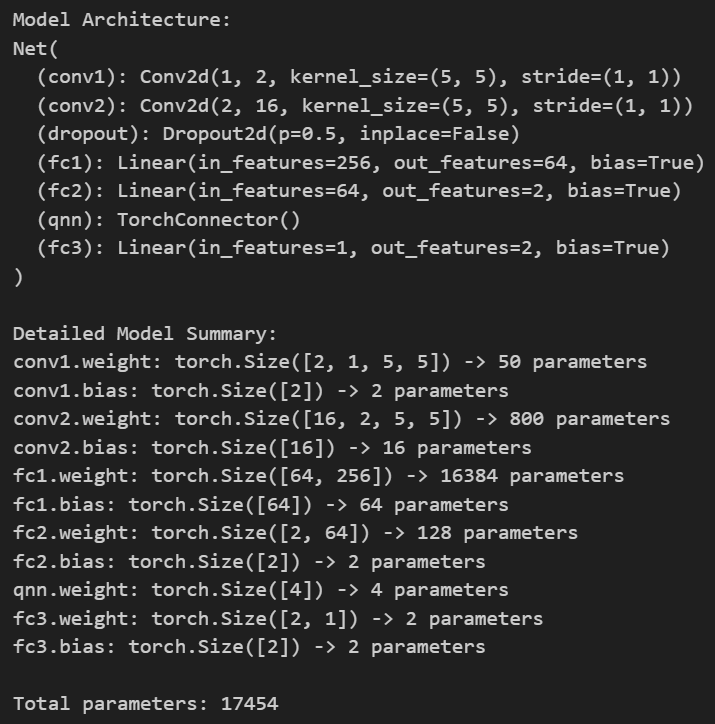 Model Architecture:
Net(
  (conv1): Conv2d(1, 2, kernel_size=(5, 5), stride=(1, 1))
  (conv2): Conv2d(2, 16, kernel_size=(5, 5), stride=(1, 1))
  (dropout): Dropout2d(p=0.5, inplace=False)
  (fc1): Linear(in_features=256, out_features=64, bias=True)
  (fc2): Linear(in_features=64, out_features=2, bias=True)
  (qnn): TorchConnector()
  (fc3): Linear(in_features=1, out_features=2, bias=True)
)
Detailed Model Summary:
conv1.weight: torch.Size([2, 1, 5, 5]) -> 50 parameters
conv1.bias: torch.Size([2]) -> 2 parameters
conv2.weight: torch.Size([16, 2, 5, 5]) -> 800 parameters
conv2.bias: torch.Size([16]) -> 16 parameters
fc1.weight: torch.Size([64, 256]) -> 16384 parameters
fc1.bias: torch.Size([64]) -> 64 parameters
fc2.weight: torch.Size([2, 64]) -> 128 parameters
fc2.bias: torch.Size([2]) -> 2 parameters
qnn.weight: torch.Size([4]) -> 4 parameters
fc3.weight: torch.Size([2, 1]) -> 2 parameters
fc3.bias: torch.Size([2]) -> 2 parameters
Total parameters: 17454